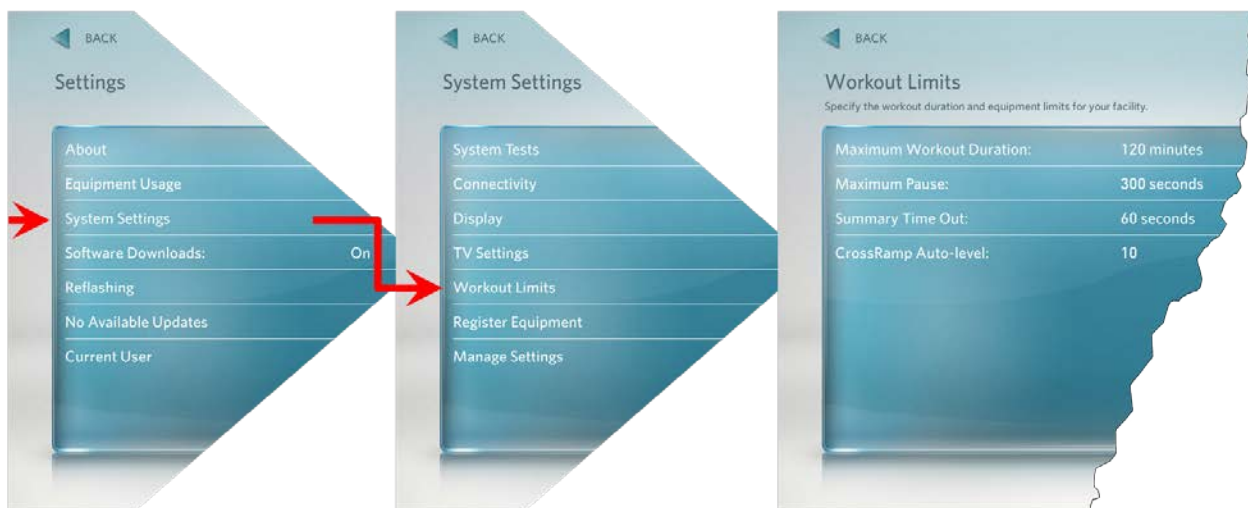 BACK
Settings
About
Equipment Usage
System Settings
Software Downloads: On
Reflashing
No Available Updates
Current User
BACK
System Settings
System Tests
Connectivity
Display
TV Settings
Workout Limits
Register Equipment
Manage Settings
BACK
Workout Limits
Specify the workout duration and equipment limits for your facility.
Maximum Workout Duration: 120 minutes
Maximum Pause: 300 seconds
Summary Time Out: 60 seconds
CrossRamp Auto-level: 10